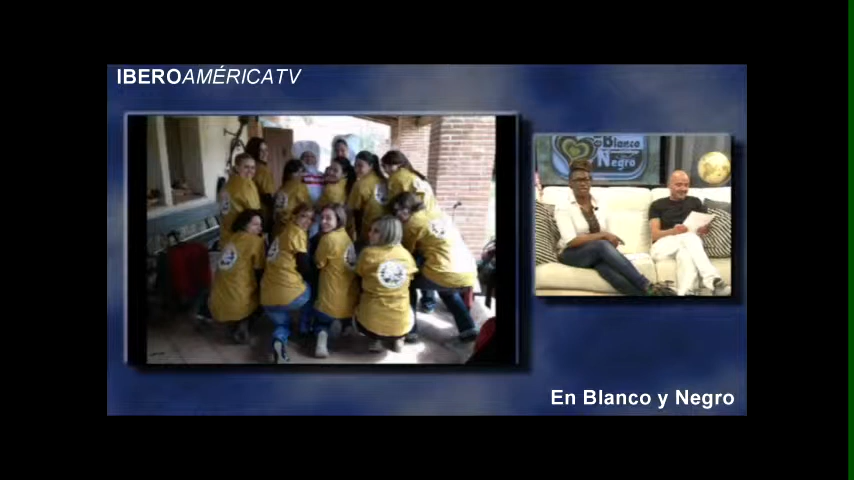 IBEROAMÉRICATV
Blanco
Negro
En Blanco y Negro